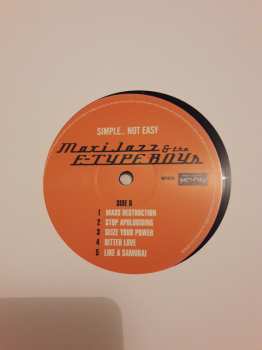 SIMPLE.. NOT EASY
Maxi Jazz & the
E-TYPE BOYS
SIDE B
1 MASS DESTRUCTION
2 STOP APOLOGISING
3 SEIZE YOUR POWER
4 BITTER LOVE
5 LIKE A SAMURAI